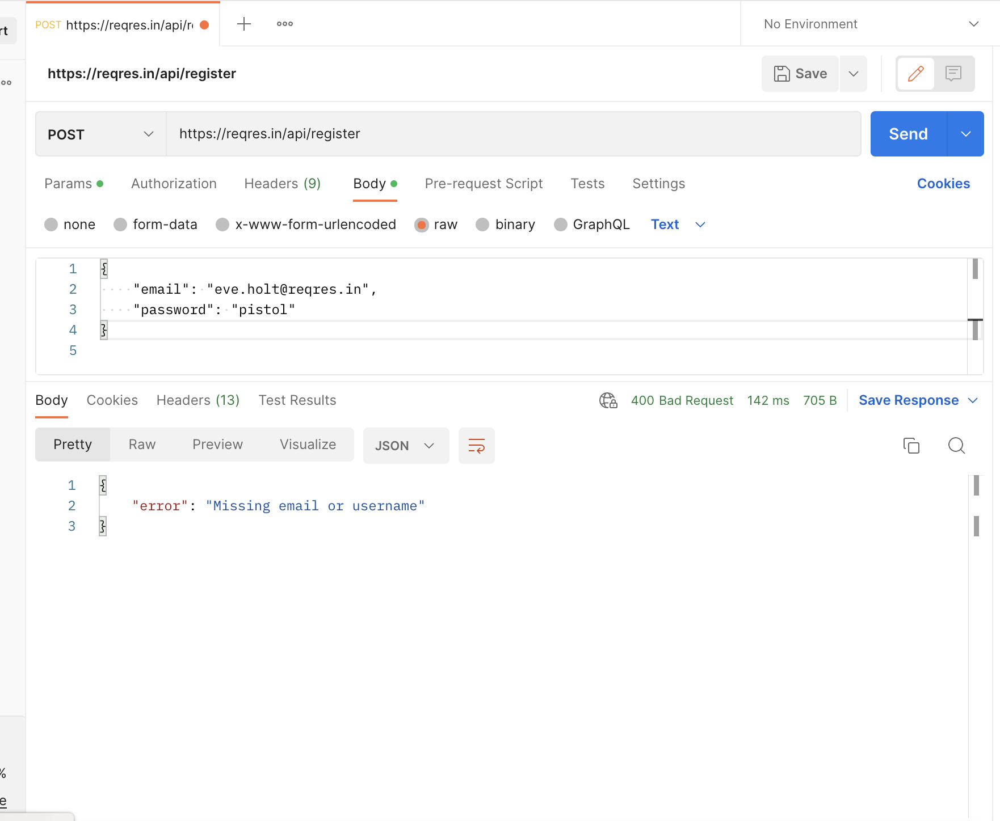 rt
POST https://reqres.in/api/r
No Environment
https://reqres.in/api/register
Save
POST
https://reqres.in/api/register
Send
Params
Authorization
Headers (9)
Body
Pre-request Script
Tests
Settings
Cookies
none
form-data
x-www-form-urlencoded
raw
binary
GraphQL
Text
1 {
2 "email": "eve.holt@reqres.in",
3 "password": "pistol"
4 }
5
Body
Cookies
Headers (13)
Test Results
400 Bad Request
142 ms
705 B
Save Response
Pretty
Raw
Preview
Visualize
JSON
1 {
2 "error": "Missing email or username"
3 }
%
e